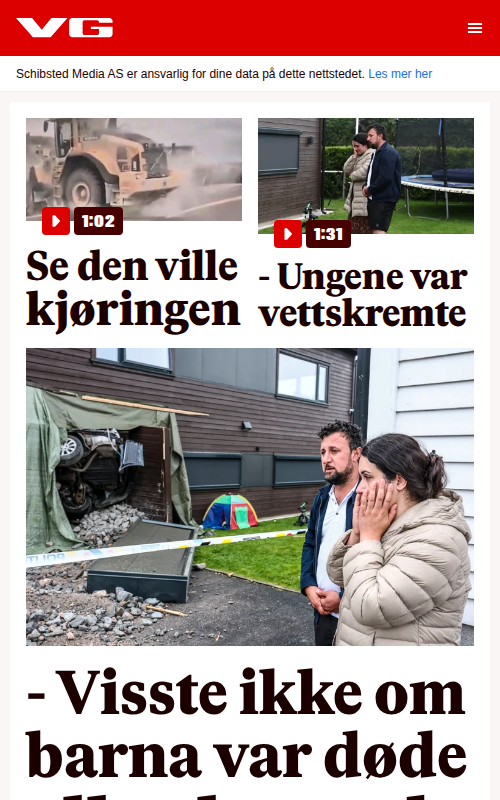 VG
Schibsted Media AS er ansvarlig for dine data på dette nettstedet. Les mer her
1:02
1:31
Se den ville
kjøringen
- Ungene var
vettskremte
- Visste ikke om
barna var døde